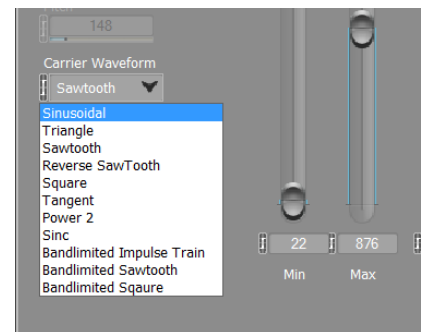 Pitch
148
Carrier Waveform
Sawtooth
Sinusoidal
Triangle
Sawtooth
Reverse SawTooth
Square
Tangent
Power 2
Sinc
Bandlimited Impulse Train
Bandlimited Sawtooth
Bandlimited Sqaure
22 876
Min Max